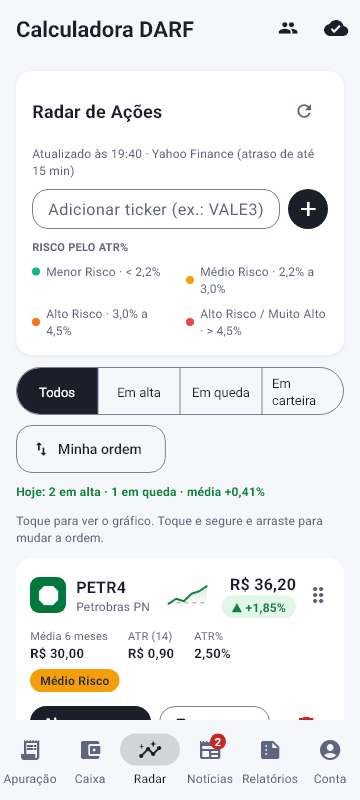 Calculadora DARF
Radar de Ações
Atualizado às 19:40 · Yahoo Finance (atraso de até
15 min)
Adicionar ticker (ex.: VALE3)
RISCO PELO ATR%
Menor Risco · < 2,2%
Médio Risco · 2,2% a
3,0%
Alto Risco · 3,0% a
4,5%
Alto Risco / Muito Alto
· > 4,5%
Todos
Em alta
Em queda
Em
carteira
Minha ordem
Hoje: 2 em alta · 1 em queda · média +0,41%
Toque para ver o gráfico. Toque e segure e arraste para
mudar a ordem.
PETR4
Petrobras PN
R$ 36,20
▲ +1,85%
Média 6 meses
R$ 30,00
ATR (14)
R$ 0,90
ATR%
2,50%
Médio Risco
2
Apuração
Caixa
Radar
Notícias
Relatórios
Conta